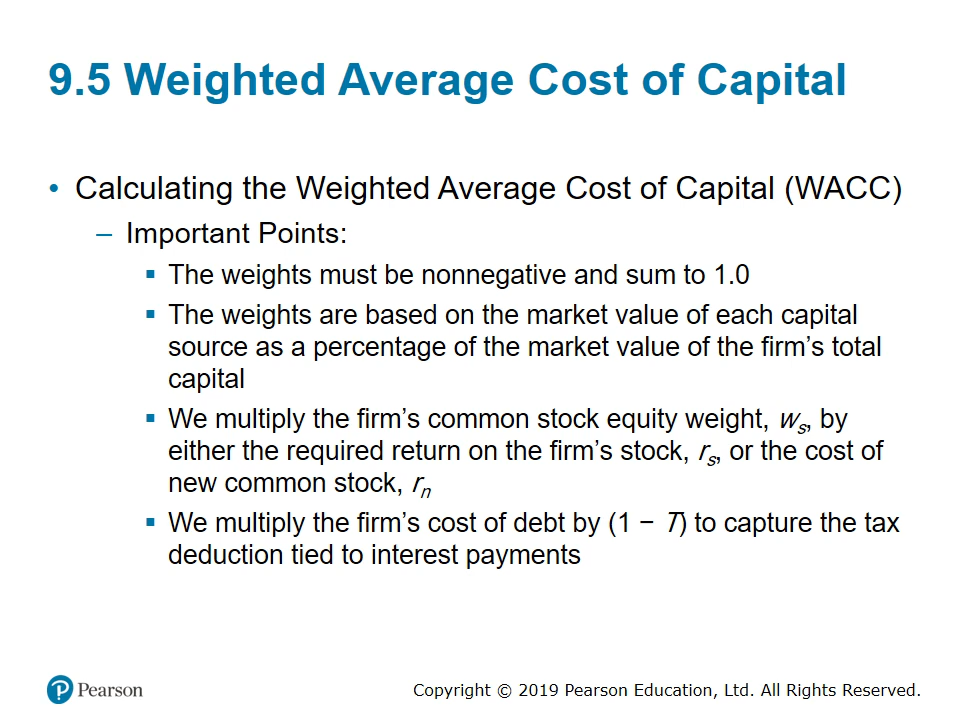 9.5 Weighted Average Cost of Capital
• Calculating the Weighted Average Cost of Capital (WACC)
– Important Points:
▪ The weights must be nonnegative and sum to 1.0
▪ The weights are based on the market value of each capital
source as a percentage of the market value of the firm’s total
capital
▪ We multiply the firm’s common stock equity weight, wₛ, by
either the required return on the firm’s stock, rₛ, or the cost of
new common stock, rₙ
▪ We multiply the firm’s cost of debt by (1 − T) to capture the tax
deduction tied to interest payments
P Pearson
Copyright © 2019 Pearson Education, Ltd. All Rights Reserved.